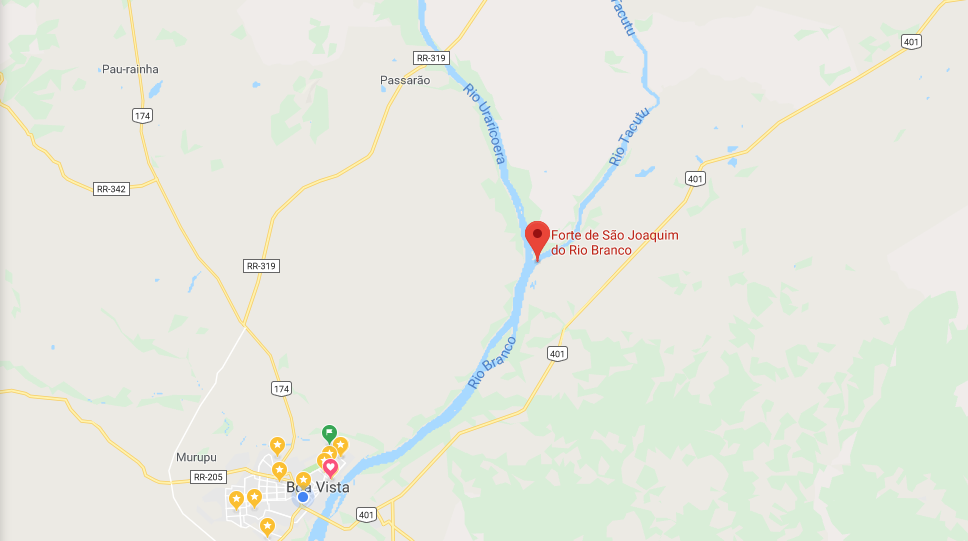 Tacutu
401
RR-319
Pau-rainha
Passarão
Rio Uraricoera
174
Rio Tacutu
401
RR-342
Forte de São Joaquim
do Rio Branco
RR-319
401
Rio Branco
174
Murupu
RR-205
Boa Vista
401